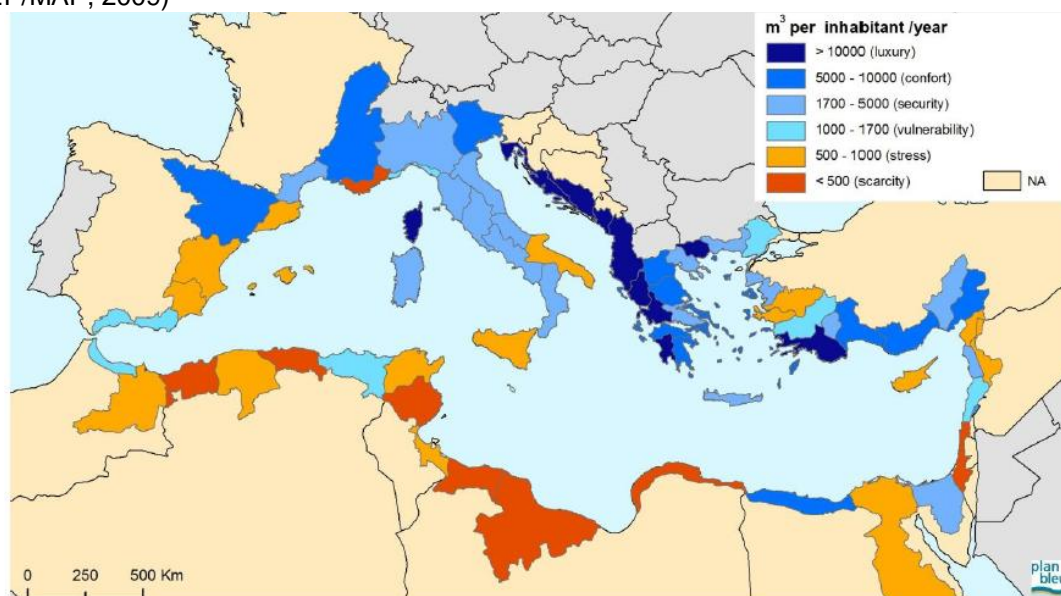 2009)
m³ per inhabitant /year
> 10000 (luxury)
5000 - 10000 (confort)
1700 - 5000 (security)
1000 - 1700 (vulnerability)
500 - 1000 (stress)
< 500 (scarcity)
NA
0 250 500 Km
plan